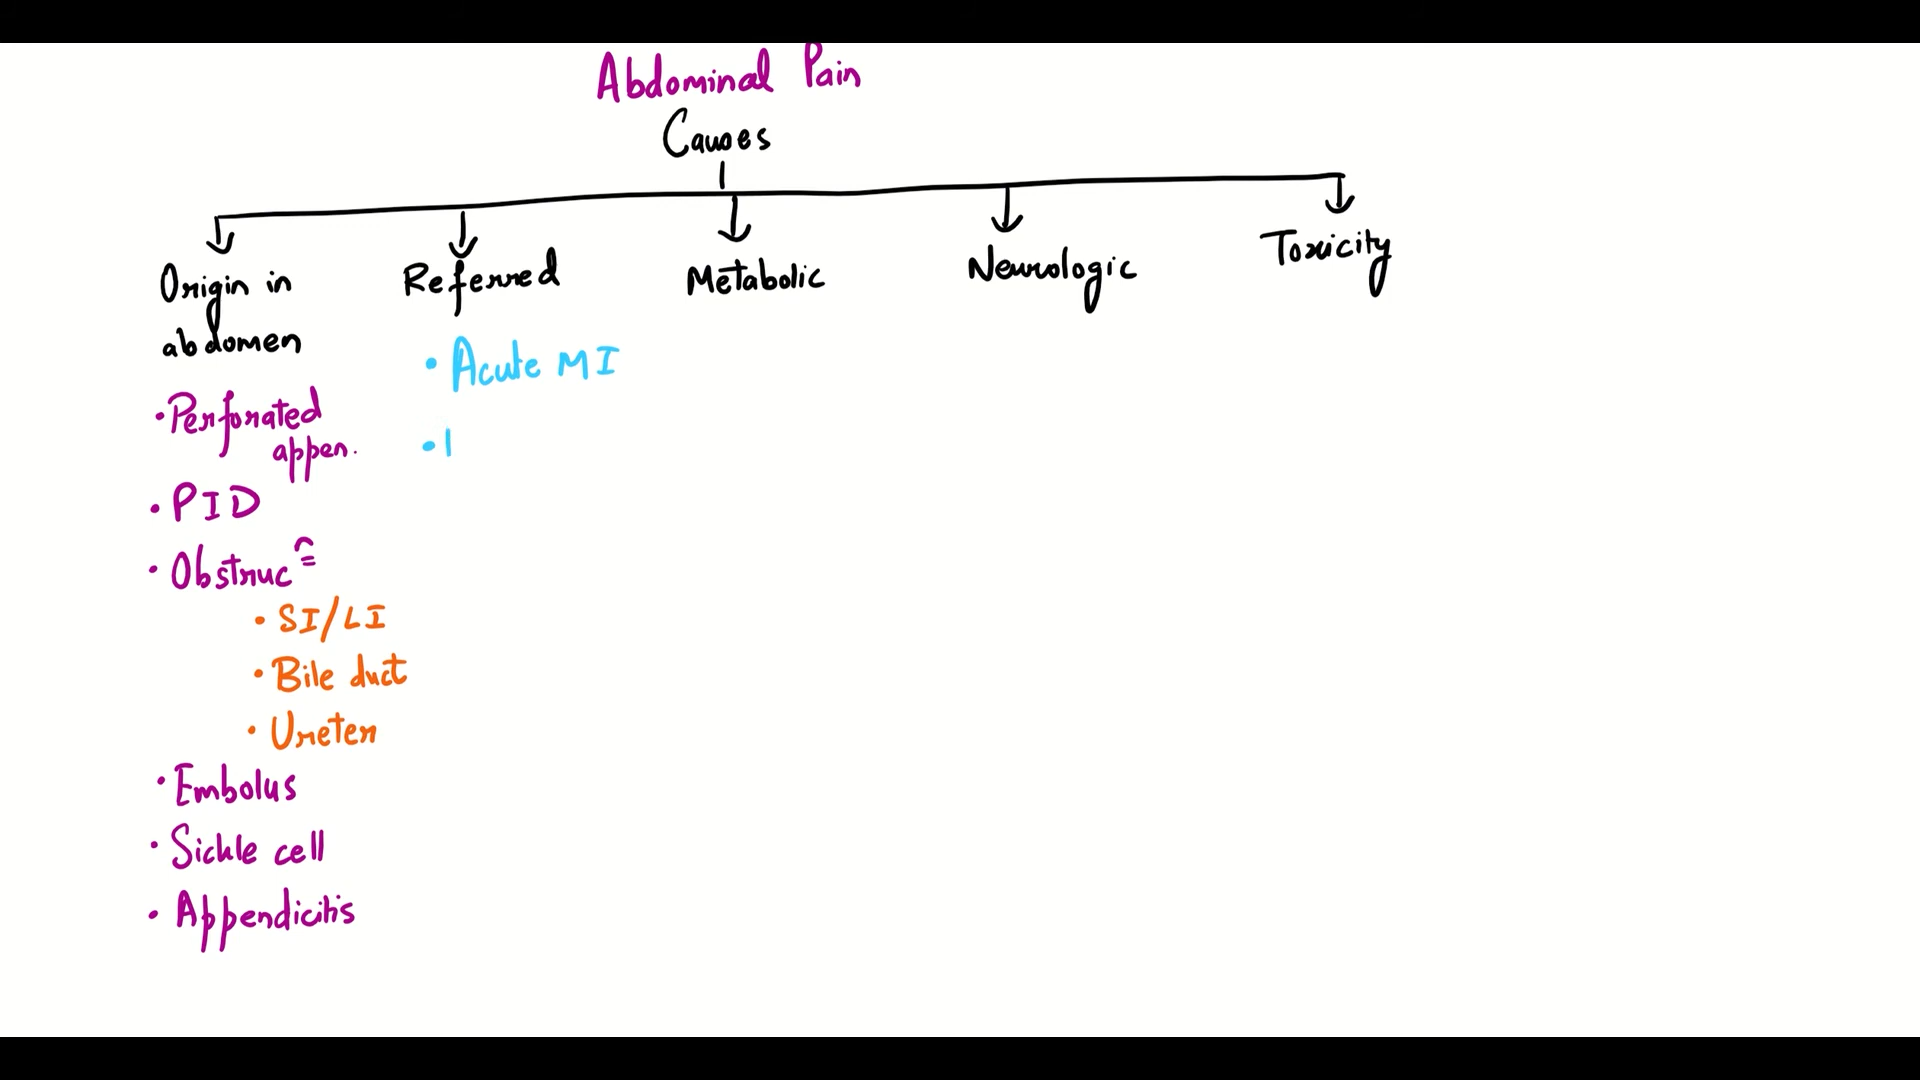 Abdominal Pain
Causes
Origin in
abdomen
• Perforated
appen.
• PID
• Obstruc
• SI/LI
• Bile duct
• Ureter
• Embolus
• Sickle cell
• Appendicitis
Referred
• Acute MI
•
Metabolic
Neurologic
Toxicity